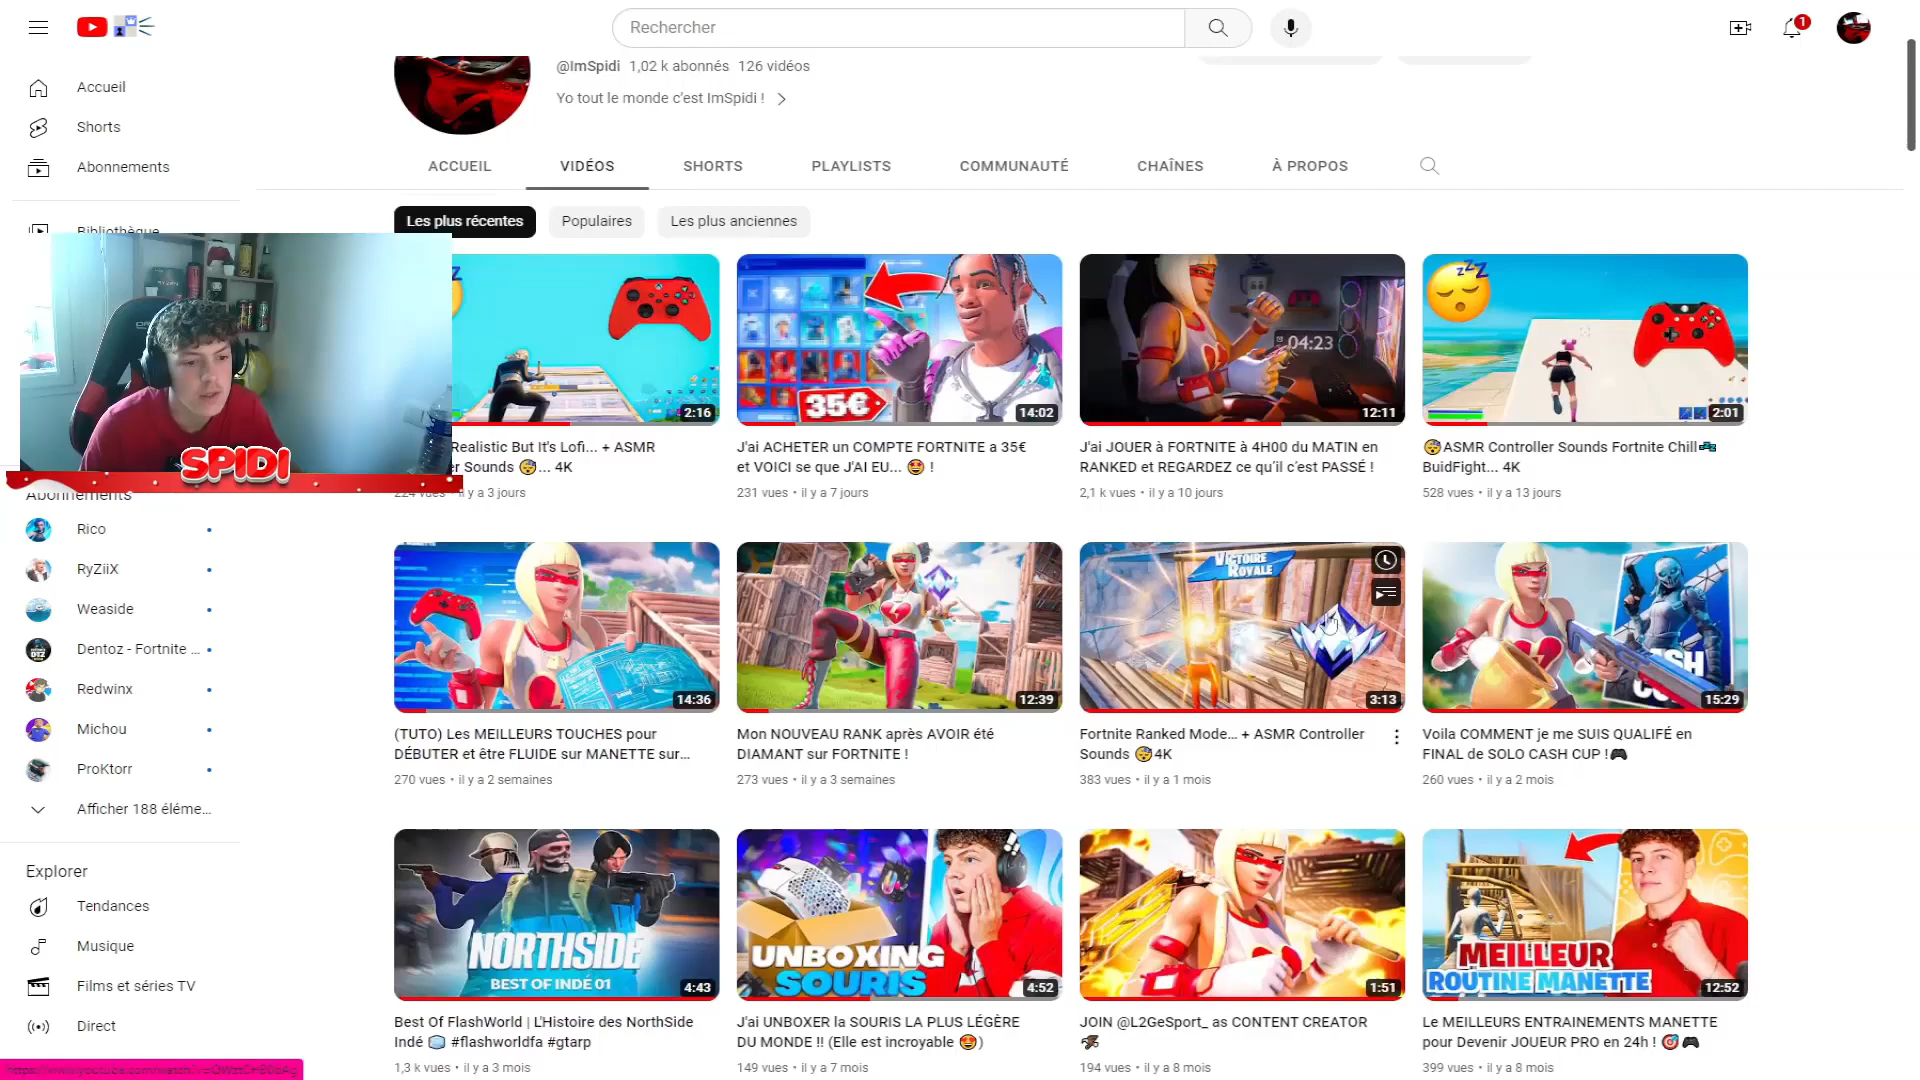 Rechercher
1
@ImSpidi 1,02 k abonnés 126 vidéos
Yo tout le monde c'est ImSpidi !
Accueil
Shorts
Abonnements
Bibliothèque
ACCUEIL VIDÉOS SHORTS PLAYLISTS COMMUNAUTÉ CHAÎNES À PROPOS
Les plus récentes Populaires Les plus anciennes
2:16
35€
14:02
04:23
12:11
zzz
2:01
SPIDI
Realistic But It's Lofi... + ASMR
er Sounds 😴... 4K
224 vues • il y a 3 jours
J'ai ACHETER un COMPTE FORTNITE a 35€
et VOICI se que J'AI EU... 🤩 !
231 vues • il y a 7 jours
J'ai JOUER à FORTNITE à 4H00 du MATIN en
RANKED et REGARDEZ ce qu'il c'est PASSÉ !
2,1 k vues • il y a 10 jours
😴ASMR Controller Sounds Fortnite Chill💤
BuidFight... 4K
528 vues • il y a 13 jours
Abonnements
Rico
RyZiiX
Weaside
Dentoz - Fortnite ...
Redwinx
Michou
ProKtorr
Afficher 188 éléme...
14:36
12:39
VICTOIRE
ROYALE
3:13
CASH
CUP
15:29
(TUTO) Les MEILLEURS TOUCHES pour
DÉBUTER et être FLUIDE sur MANETTE sur...
270 vues • il y a 2 semaines
Mon NOUVEAU RANK après AVOIR été
DIAMANT sur FORTNITE !
273 vues • il y a 3 semaines
Fortnite Ranked Mode... + ASMR Controller
Sounds 😴4K
383 vues • il y a 1 mois
Voila COMMENT je me SUIS QUALIFÉ en
FINAL de SOLO CASH CUP !🎮
260 vues • il y a 2 mois
Explorer
Tendances
Musique
Films et séries TV
Direct
NORTHSIDE
BEST OF INDÉ 01
4:43
UNBOXING
SOURIS
4:52
1:51
MEILLEUR
ROUTINE MANETTE
12:52
Best Of FlashWorld | L'Histoire des NorthSide
Indé 🧊 #flashworldfa #gtarp
1,3 k vues • il y a 3 mois
J'ai UNBOXER la SOURIS LA PLUS LÉGÈRE
DU MONDE !! (Elle est incroyable 🤩)
149 vues • il y a 7 mois
JOIN @L2GeSport_ as CONTENT CREATOR
194 vues • il y a 8 mois
Le MEILLEURS ENTRAINEMENTS MANETTE
pour Devenir JOUEUR PRO en 24h ! 🎯🎮
399 vues • il y a 8 mois